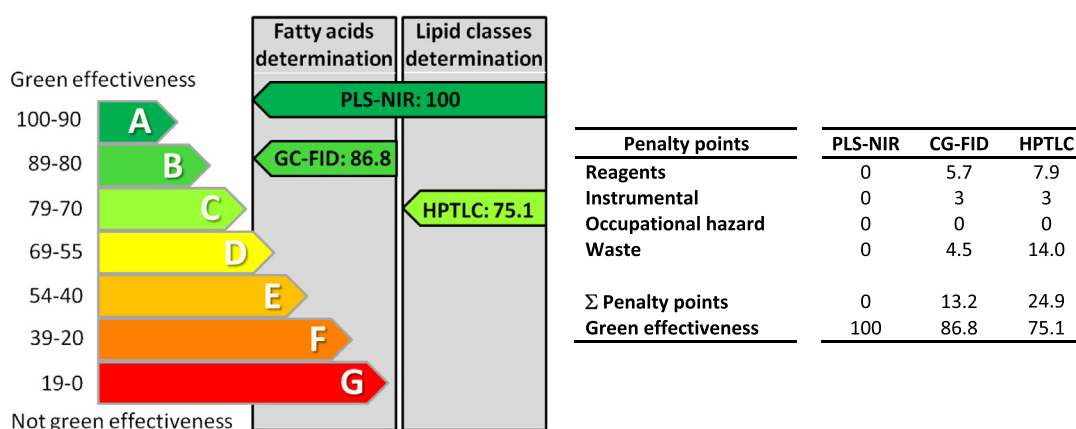 Fatty acids determination
Lipid classes determination
Green effectiveness
PLS-NIR: 100
100-90 A
89-80 B
GC-FID: 86.8
79-70 C
HPTLC: 75.1
69-55 D
54-40 E
39-20 F
19-0 G
Not green effectiveness
Penalty points PLS-NIR CG-FID HPTLC
Reagents 0 5.7 7.9
Instrumental 0 3 3
Occupational hazard 0 0 0
Waste 0 4.5 14.0
Σ Penalty points 0 13.2 24.9
Green effectiveness 100 86.8 75.1